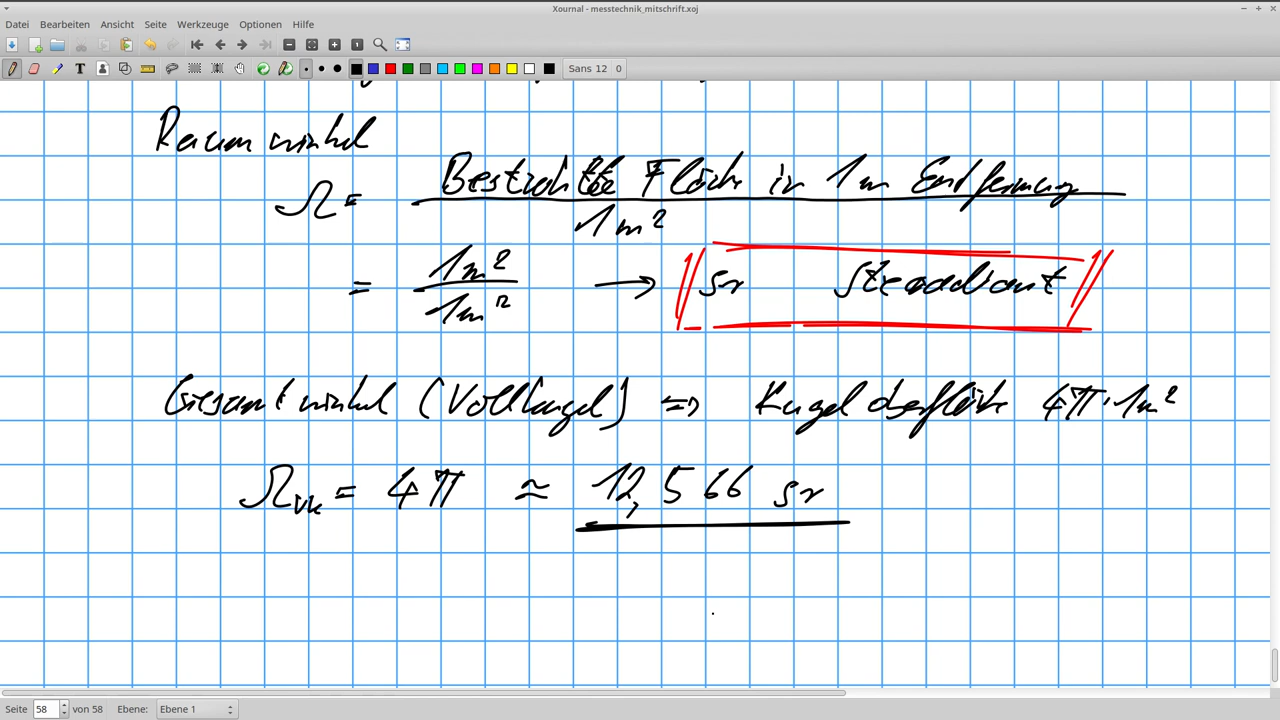 Xournal - messtechnik_mitschrift.xoj
Datei Bearbeiten Ansicht Seite Werkzeuge Optionen Hilfe
Sans 12 0
Raumwinkel
Ω = Bestrahlte Fläche in 1m Entfernung
1m²
= 1m² / 1m² → sr Steradiant
Gesamtwinkel (Vollkugel) => Kugeloberfläche 4π·1m²
Ωvk = 4π ≈ 12,566 sr
Seite 58 von 58 Ebene: Ebene 1